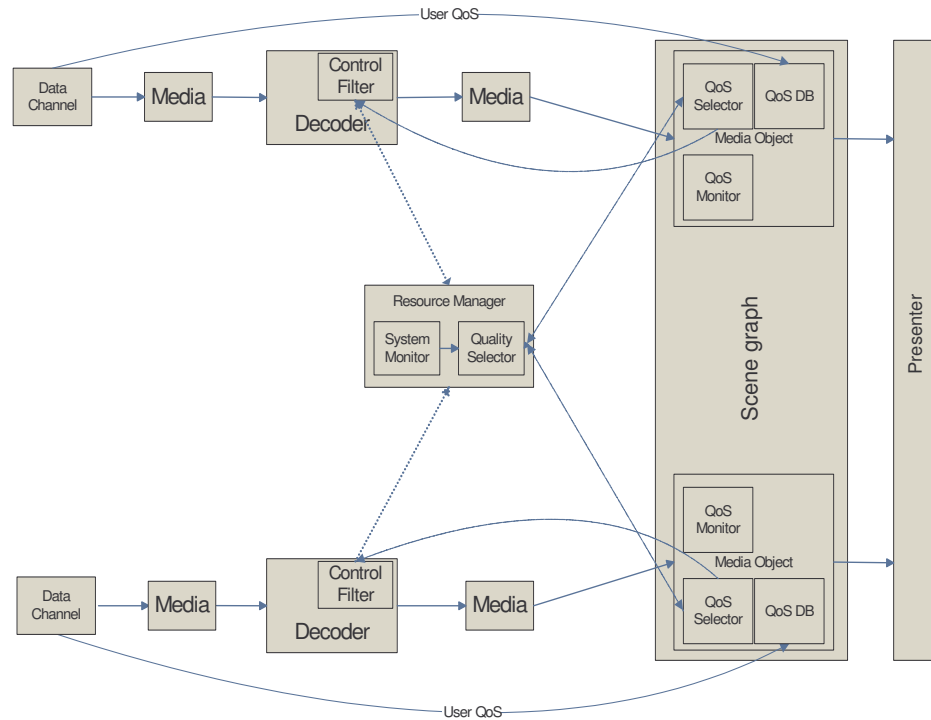 User QoS
Data
Channel
Media
Control
Filter
Decoder
Media
QoS
Selector
QoS DB
Media Object
QoS
Monitor
Resource Manager
System
Monitor
Quality
Selector
Scene graph
Presenter
QoS
Monitor
Media Object
QoS
Selector
QoS DB
Data
Channel
Media
Control
Filter
Decoder
Media
User QoS